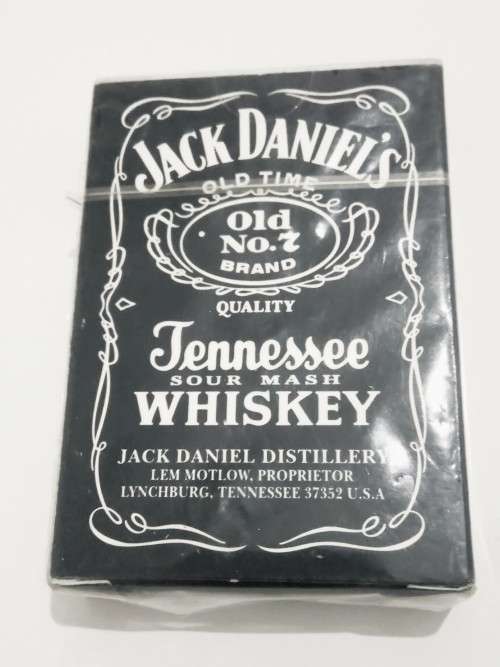 JACK DANIEL'S
OLD TIME
Old
No. 7
BRAND
QUALITY
Tennessee
SOUR MASH
WHISKEY
JACK DANIEL DISTILLERY
LEM MOTLOW, PROPRIETOR
LYNCHBURG, TENNESSEE 37352 U.S.A